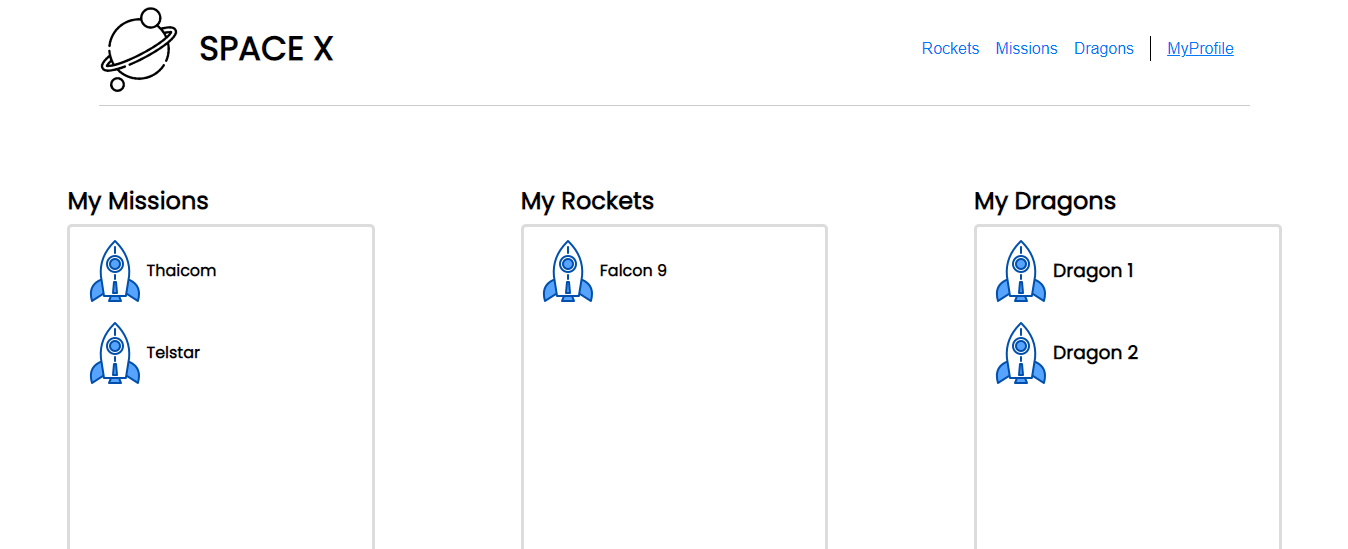 SPACE X
Rockets Missions Dragons MyProfile
My Missions
Thaicom
Telstar
My Rockets
Falcon 9
My Dragons
Dragon 1
Dragon 2